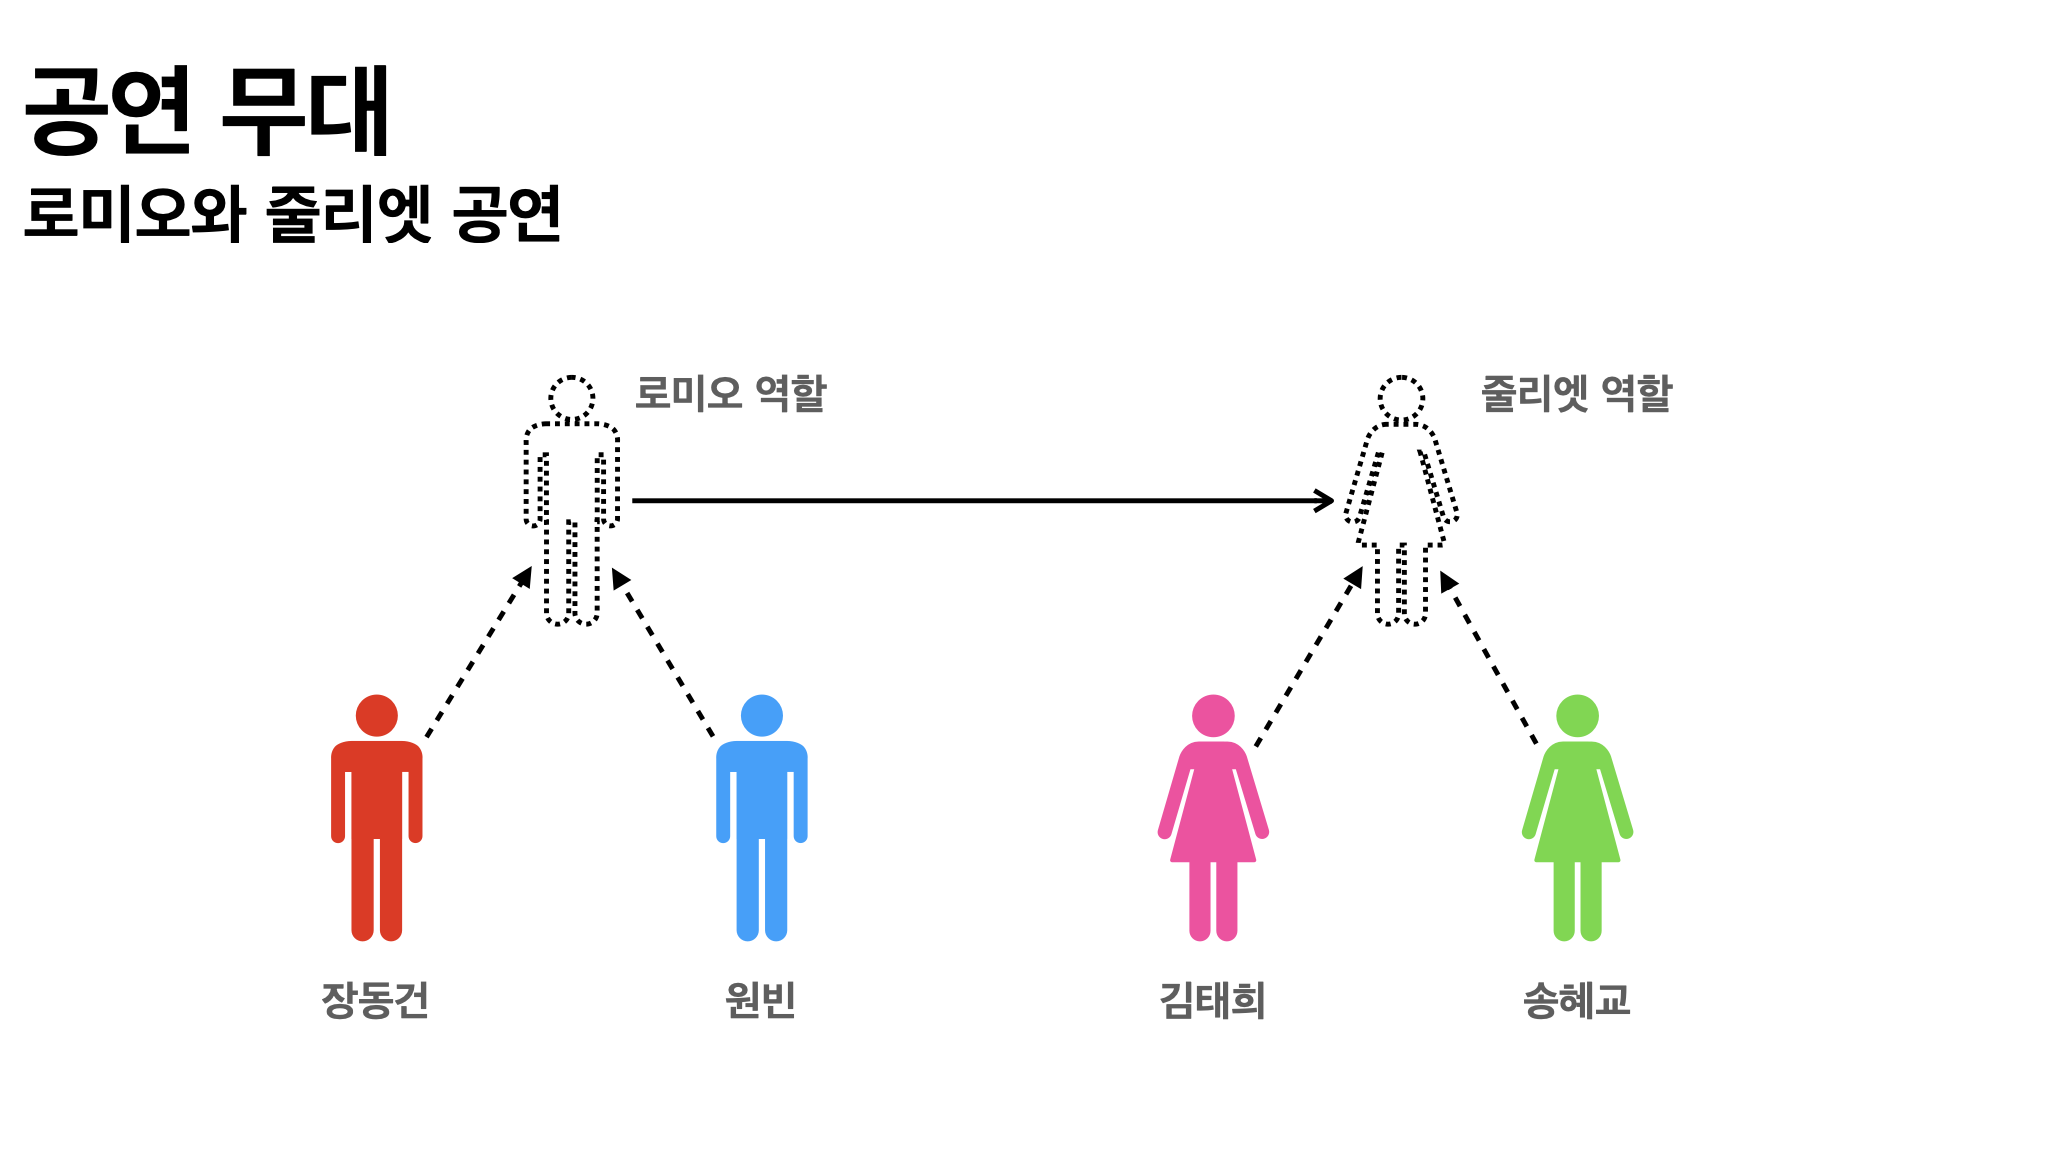 공연 무대
로미오와 줄리엣 공연
로미오 역할
줄리엣 역할
장동건
원빈
김태희
송혜교